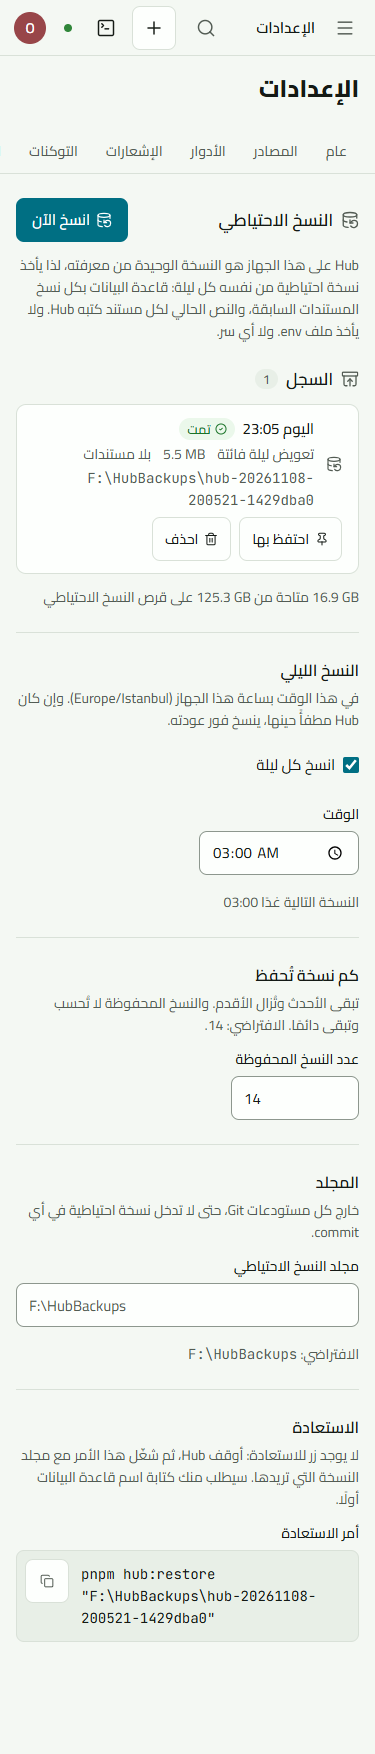 الإعدادات
O
الإعدادات
عام
المصادر
الأدوار
الإشعارات
التوكنات
النسخ الاحتياطي
انسخ الآن
Hub على هذا الجهاز هو النسخة الوحيدة من معرفته، لذا يأخذ
نسخة احتياطية من نفسه كل ليلة: قاعدة البيانات بكل نسخ
المستندات السابقة، والنص الحالي لكل مستند كتبه Hub. ولا
يأخذ ملف env. ولا أي سر.
السجل
1
اليوم 23:05
تمت
تعويض ليلة فائتة 5.5 MB بلا مستندات
F:\HubBackups\hub-20261108-
200521-1429dba0
احتفظ بها
احذف
16.9 GB متاحة من 125.3 GB على قرص النسخ الاحتياطي
النسخ الليلي
في هذا الوقت بساعة هذا الجهاز (Europe/Istanbul). وإن كان
Hub مطفأً حينها، ينسخ فور عودته.
انسخ كل ليلة
الوقت
03:00 AM
النسخة التالية غدًا 03:00
كم نسخة تُحفظ
تبقى الأحدث وتُزال الأقدم. والنسخ المحفوظة لا تُحسب
وتبقى دائمًا. الافتراضي: 14.
عدد النسخ المحفوظة
14
المجلد
خارج كل مستودعات Git، حتى لا تدخل نسخة احتياطية في أي
commit.
مجلد النسخ الاحتياطي
F:\HubBackups
الافتراضي: F:\HubBackups
الاستعادة
لا يوجد زر للاستعادة: أوقف Hub، ثم شغّل هذا الأمر مع مجلد
النسخة التي تريدها. سيطلب منك كتابة اسم قاعدة البيانات
أولًا.
أمر الاستعادة
pnpm hub:restore
"F:\HubBackups\hub-20261108-
200521-1429dba0"